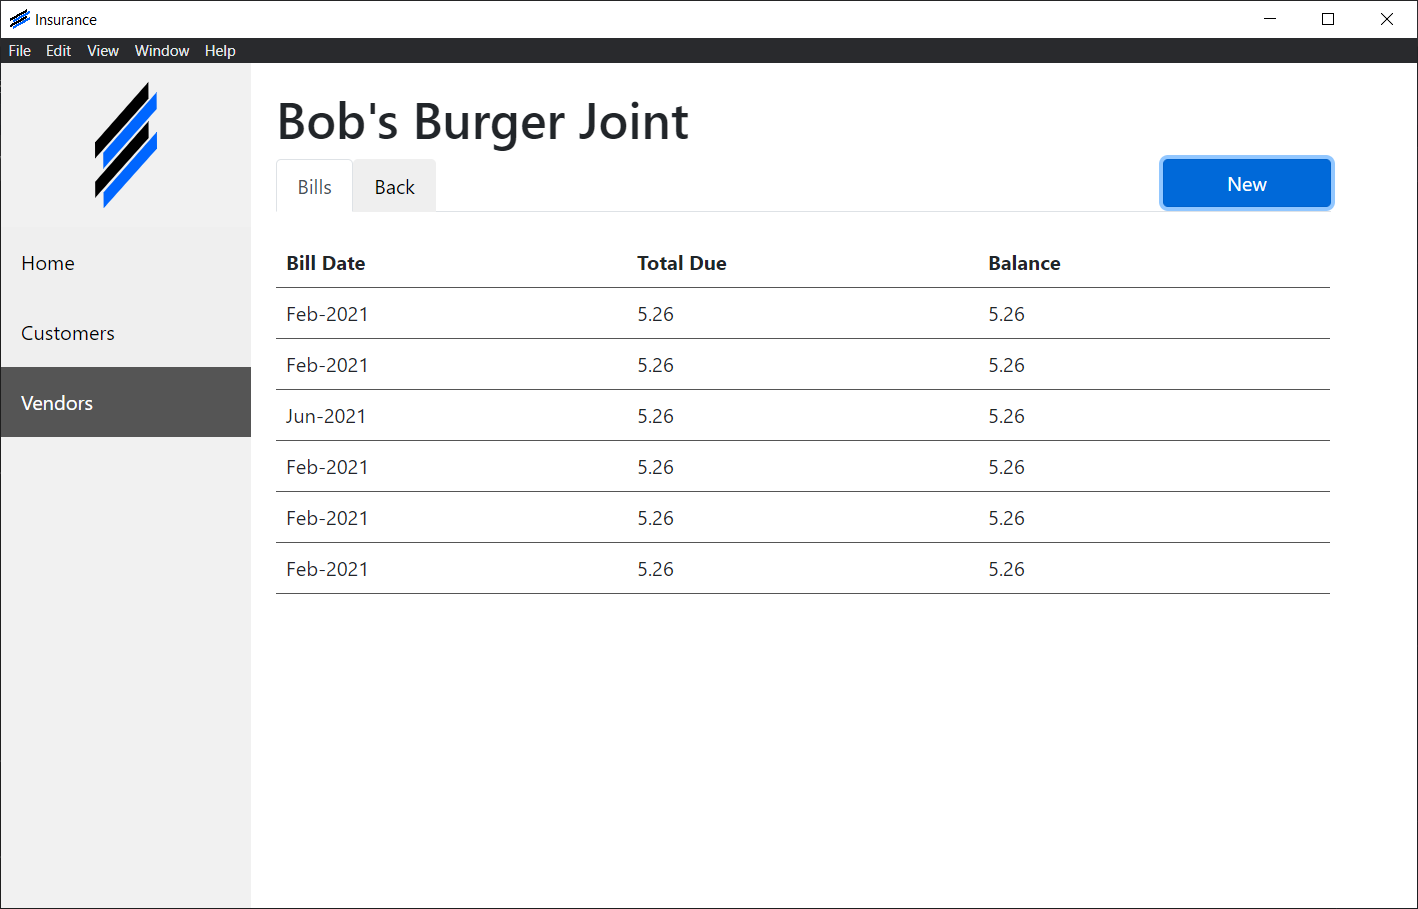 Insurance
File Edit View Window Help
Bob's Burger Joint
Bills Back New
Home
Customers
Vendors
Bill Date Total Due Balance
Feb-2021 5.26 5.26
Feb-2021 5.26 5.26
Jun-2021 5.26 5.26
Feb-2021 5.26 5.26
Feb-2021 5.26 5.26
Feb-2021 5.26 5.26